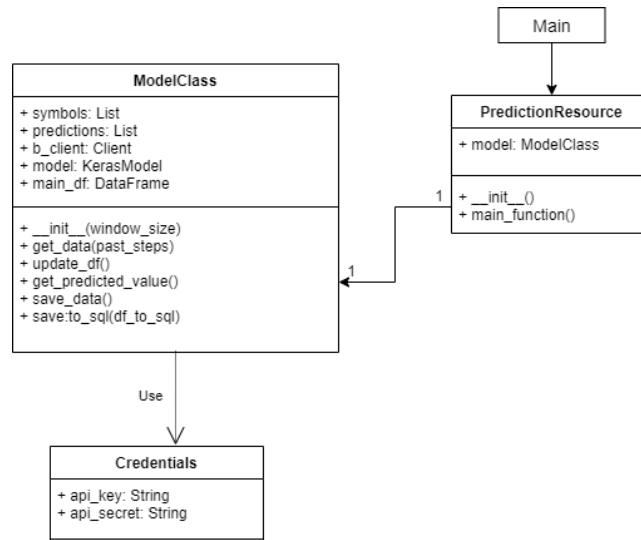 Main
ModelClass
+ symbols: List
+ predictions: List
+ b_client: Client
+ model: KerasModel
+ main_df: DataFrame
+ __init__(window_size)
+ get_data(past_steps)
+ update_df()
+ get_predicted_value()
+ save_data()
+ save:to_sql(df_to_sql)
PredictionResource
+ model: ModelClass
+ __init__()
+ main_function()
1
1
Use
Credentials
+ api_key: String
+ api_secret: String